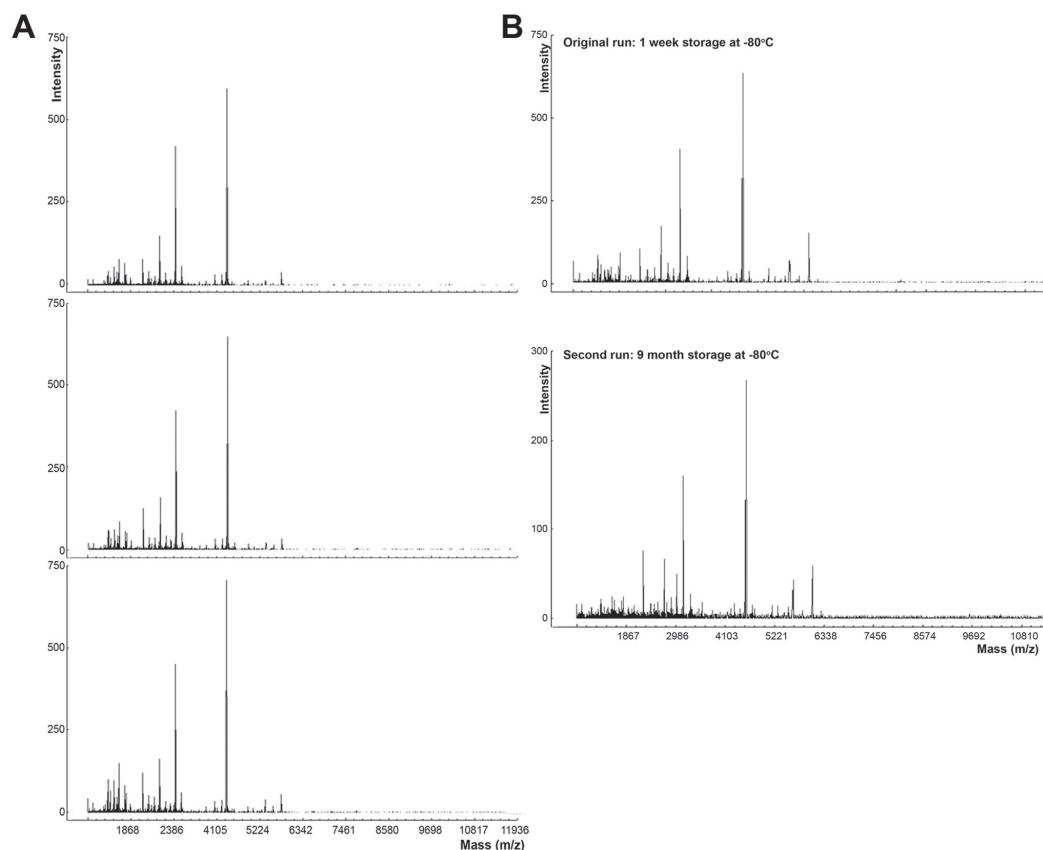 A
750
Intensity
500
250
0
750
500
250
0
750
500
250
0
1868 2386 4105 5224 6342 7461 8580 9698 10817 11936
Mass (m/z)
B
750
Original run: 1 week storage at -80°C
Intensity
500
250
0
300
Second run: 9 month storage at -80°C
Intensity
200
100
0
1867 2986 4103 5221 6338 7456 8574 9692 10810
Mass (m/z)